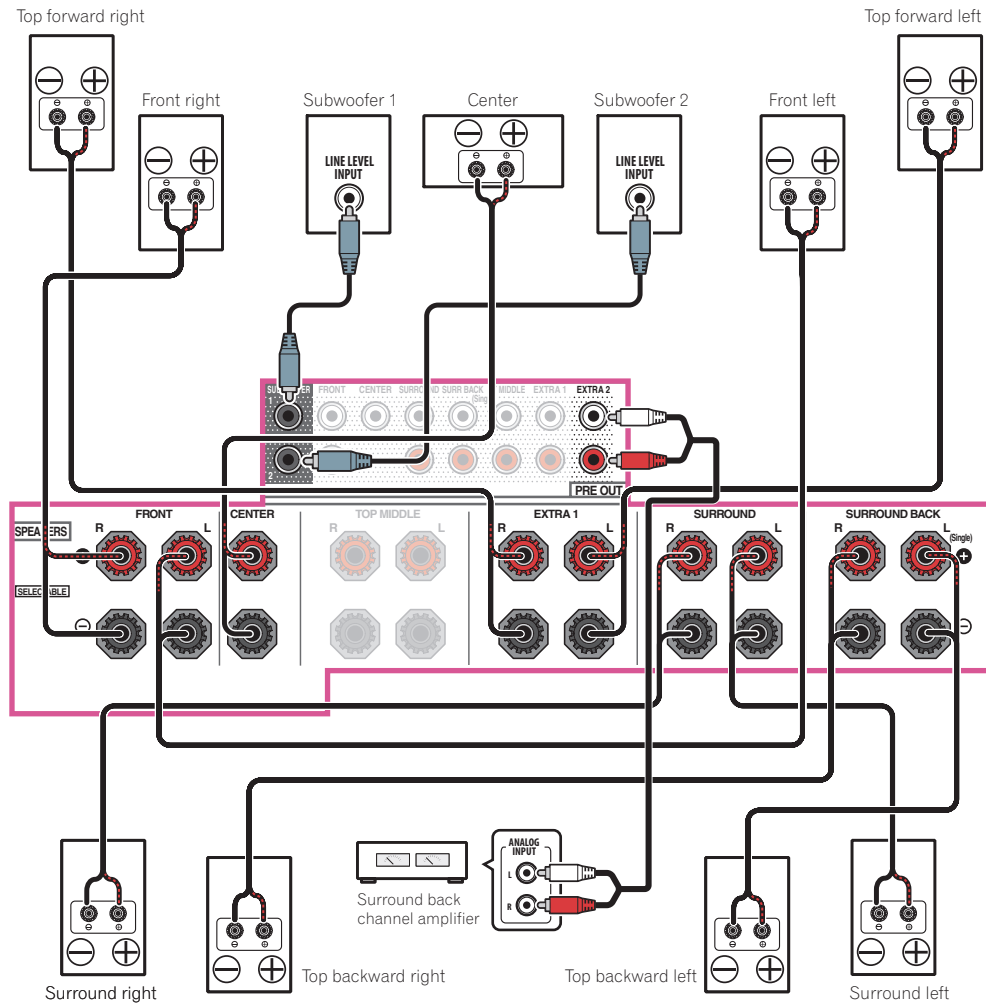 Top forward right
Top forward left
Front right
Subwoofer 1
Center
Subwoofer 2
Front left
LINE LEVEL
INPUT
LINE LEVEL
INPUT
FRONT CENTER SURR BACK MIDDLE EXTRA 1 EXTRA 2
1
2
PRE OUT
SPEAKERS
FRONT
R L
CENTER
TOP MIDDLE
R L
EXTRA 1
R L
SURROUND
R L
SURROUND BACK
R L
(Single)
SELECTABLE
ANALOG
INPUT
L
R
Surround back
channel amplifier
Surround right
Top backward right
Top backward left
Surround left